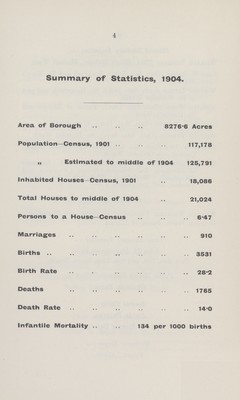 4
Summary of Statistics, 1904.
Area of Borough .. .. .. 8276·6 Acres
Population—Census, 1901 .. .. 117,178
„ Estimated to middle of 1904 125,791
Inhabited Houses—Census, 1901 .. 18,086
Total Houses to middle of 1904 .. 21,024
Persons to a House—Census .. .. .. 6·47
Marriages .. .. .. .. .. .. 910
Births .. .. .. .. .. .. .. 3531
Birth Rate .. . .. .. .. .. 28·2
Deaths .. .. .. .. .. .. 1765
Death Rate .. .. .. .. .. .. 14·0
Infantile Mortality .. .. 134 per 1000 births